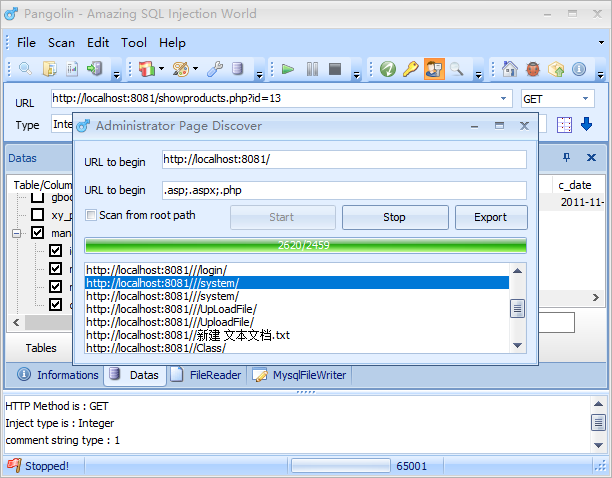 Pangolin - Amazing SQL Injection World
File Scan Edit Tool Help
URL http://localhost:8081/showproducts.php?id=13 GET
Type Inte
Administrator Page Discover
Datas
URL to begin http://localhost:8081/
Table/Colum c_date
URL to begin .asp;.aspx;.php
gbo 2011-11-
Scan from root path Start Stop Export
xy_p
man
2620/2459
http://localhost:8081///login/
http://localhost:8081///system/
http://localhost:8081///system/
http://localhost:8081///UpLoadFile/
http://localhost:8081///UpLoadFile/
http://localhost:8081//新建 文本文档.txt
http://localhost:8081//Class/
Tables
Informations Datas FileReader MysqlFileWriter
HTTP Method is : GET
Inject type is : Integer
comment string type : 1
Stopped! 65001